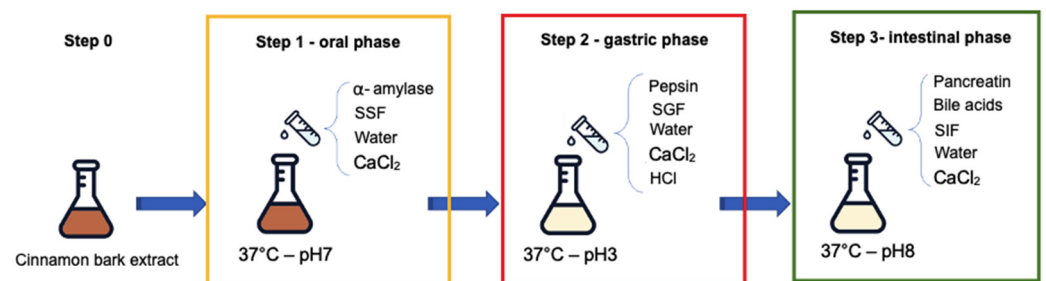 Step 0
Cinnamon bark extract
Step 1 - oral phase
α- amylase
SSF
Water
CaCl₂
37°C – pH7
Step 2 - gastric phase
Pepsin
SGF
Water
CaCl₂
HCl
37°C – pH3
Step 3- intestinal phase
Pancreatin
Bile acids
SIF
Water
CaCl₂
37°C – pH8